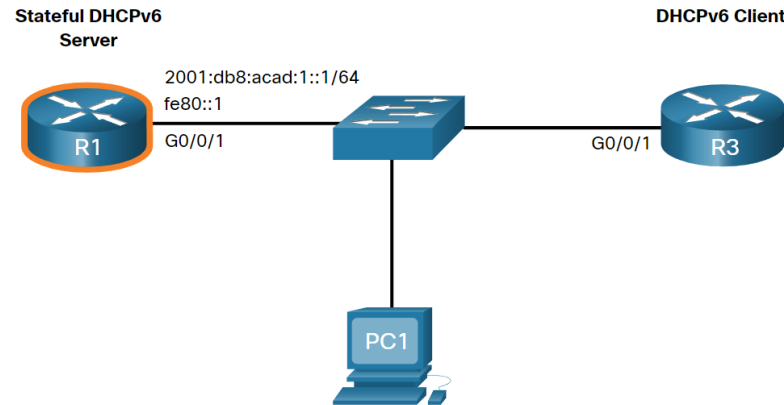 Stateful DHCPv6
Server
DHCPv6 Client
2001:db8:acad:1::1/64
fe80::1
G0/0/1
R1
G0/0/1
R3
PC1